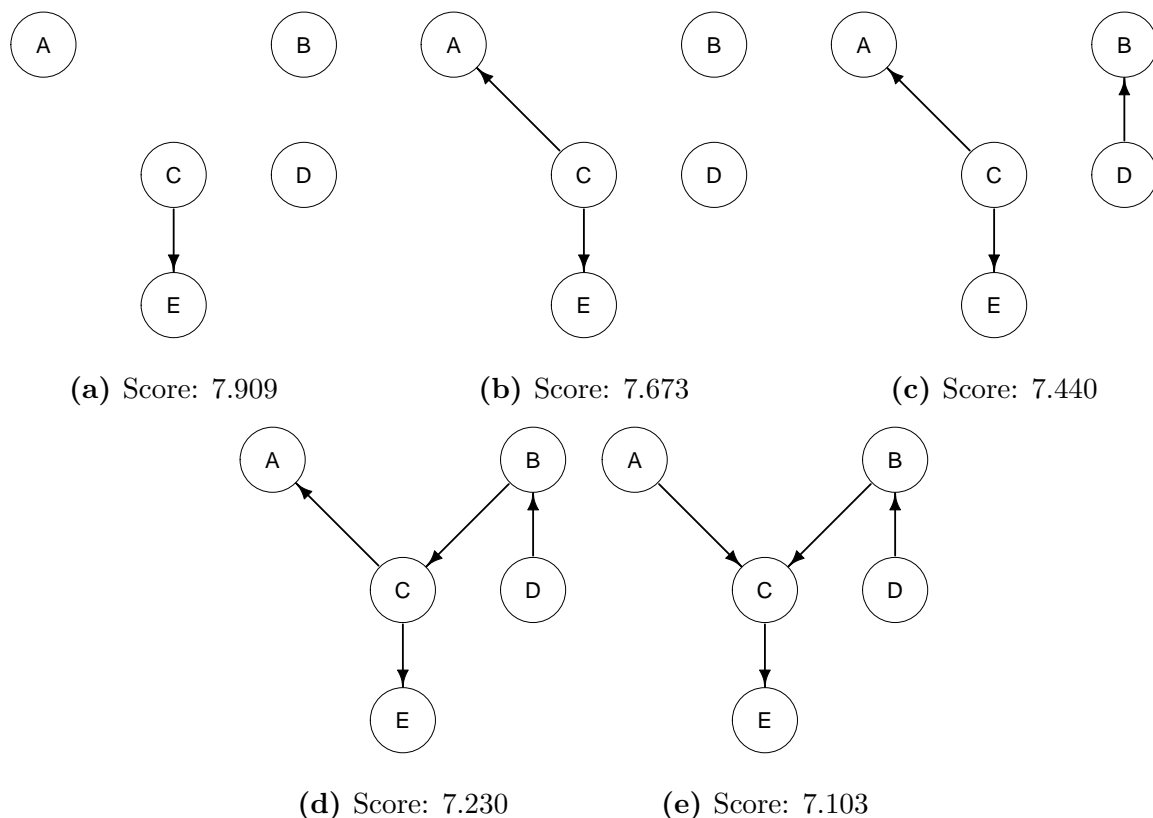 A B A B A B
C D C D C D
E E E
(a) Score: 7.909 (b) Score: 7.673 (c) Score: 7.440
A B A B
C D C D
E E
(d) Score: 7.230 (e) Score: 7.103